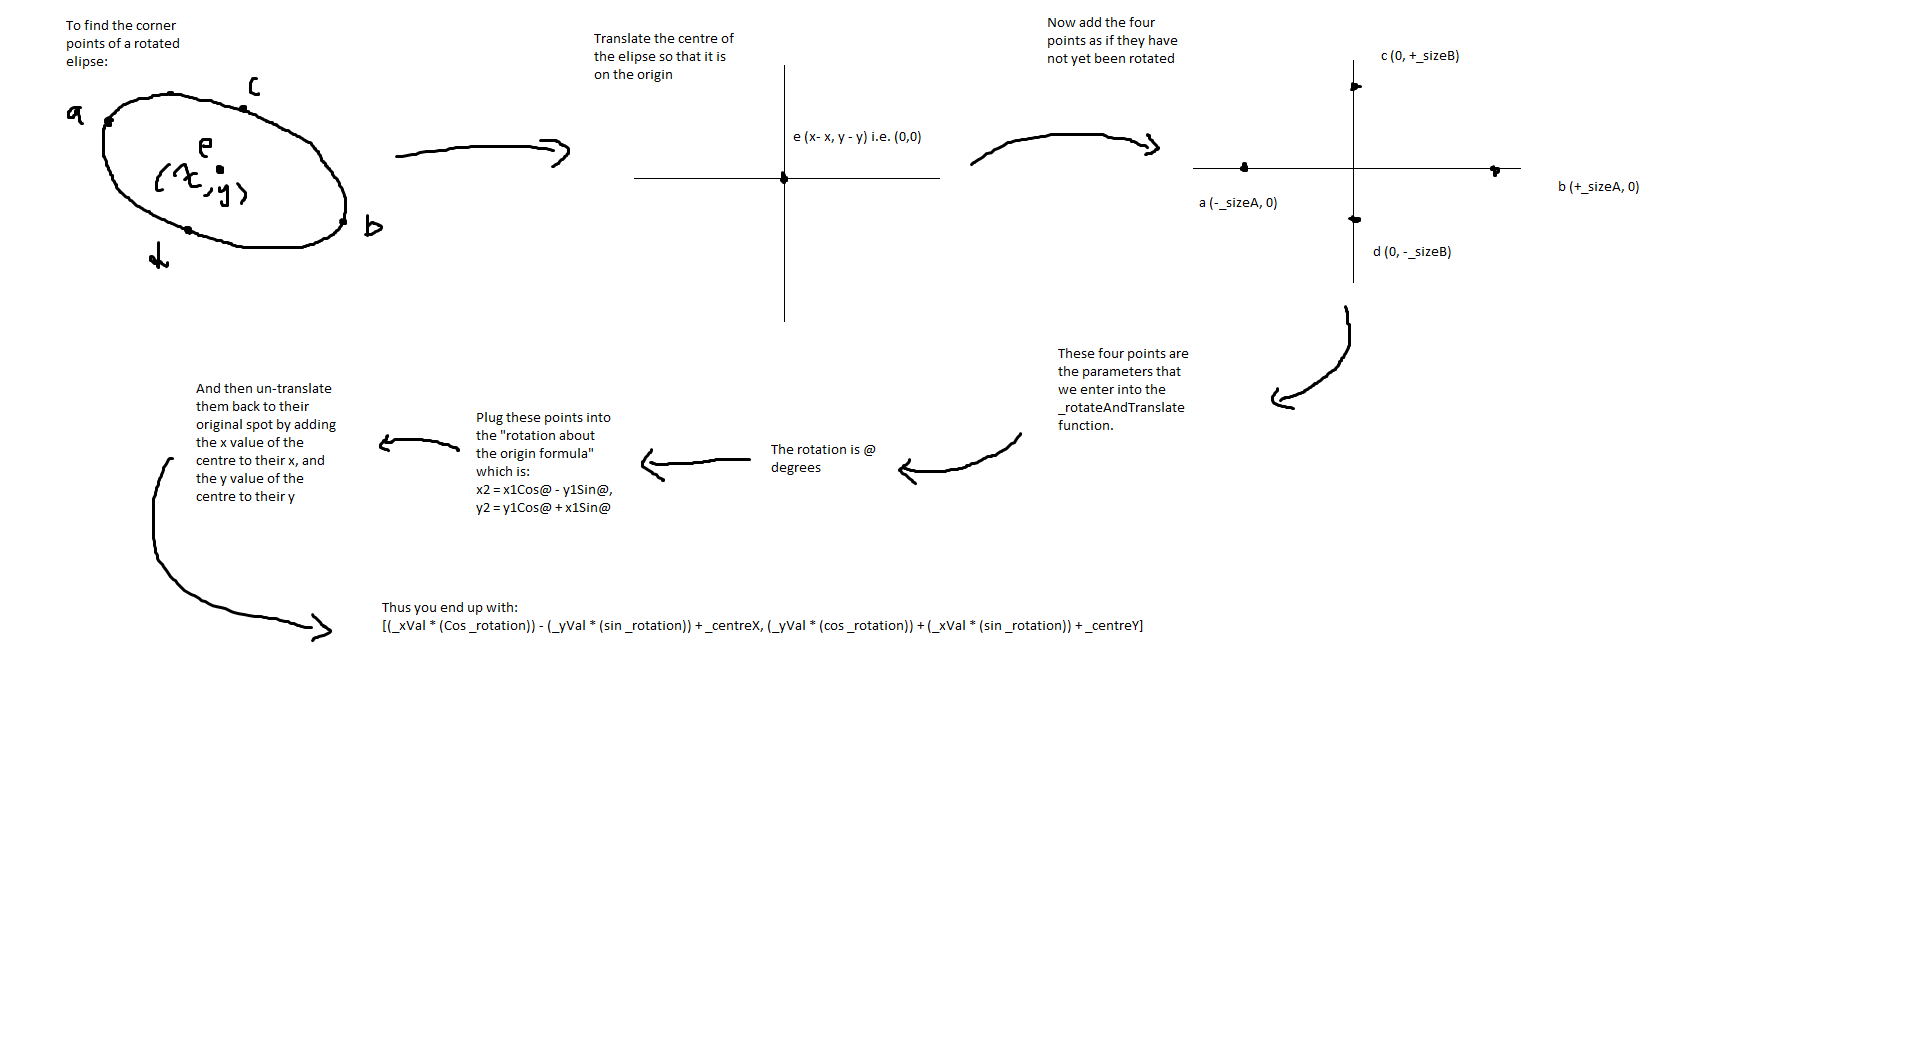 To find the corner
points of a rotated
elipse:
a
c
e
(x,y)
b
d
Translate the centre of
the elipse so that it is
on the origin
e (x- x, y - y) i.e. (0,0)
Now add the four
points as if they have
not yet been rotated
c (0, +_sizeB)
a (-_sizeA, 0)
b (+_sizeA, 0)
d (0, -_sizeB)
These four points are
the parameters that
we enter into the
_rotateAndTranslate
function.
The rotation is @
degrees
Plug these points into
the "rotation about
the origin formula"
which is:
x2 = x1Cos@ - y1Sin@,
y2 = y1Cos@ + x1Sin@
And then un-translate
them back to their
original spot by adding
the x value of the
centre to their x, and
the y value of the
centre to their y
Thus you end up with:
[(_xVal * (Cos _rotation)) - (_yVal * (sin _rotation)) + _centreX, (_yVal * (cos _rotation)) + (_xVal * (sin _rotation)) + _centreY]